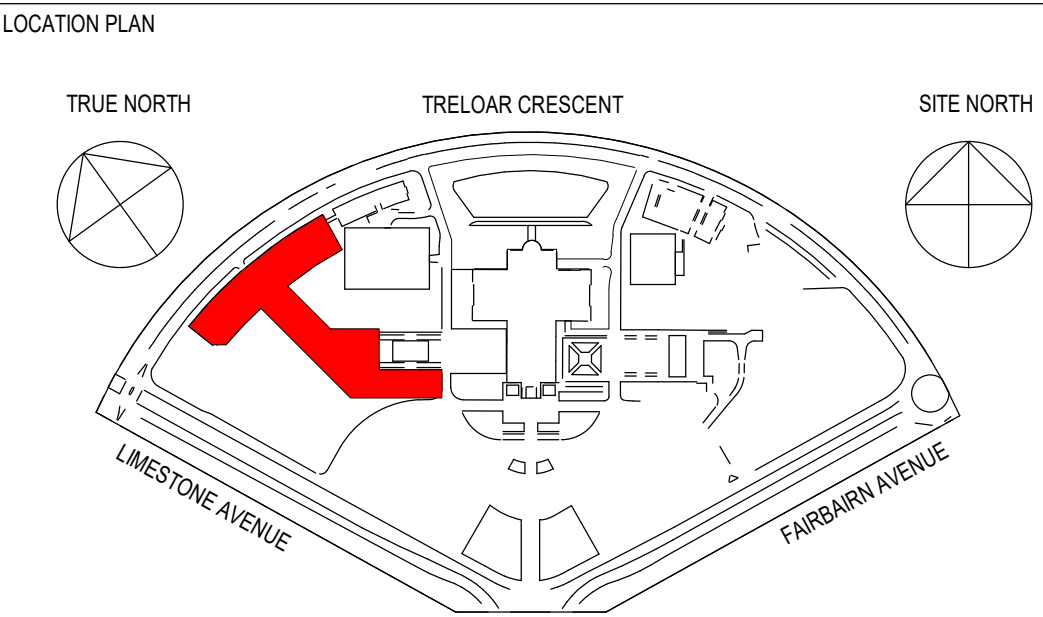 LOCATION PLAN
TRUE NORTH
TRELOAR CRESCENT
SITE NORTH
LIMESTONE AVENUE
FAIRBAIRN AVENUE